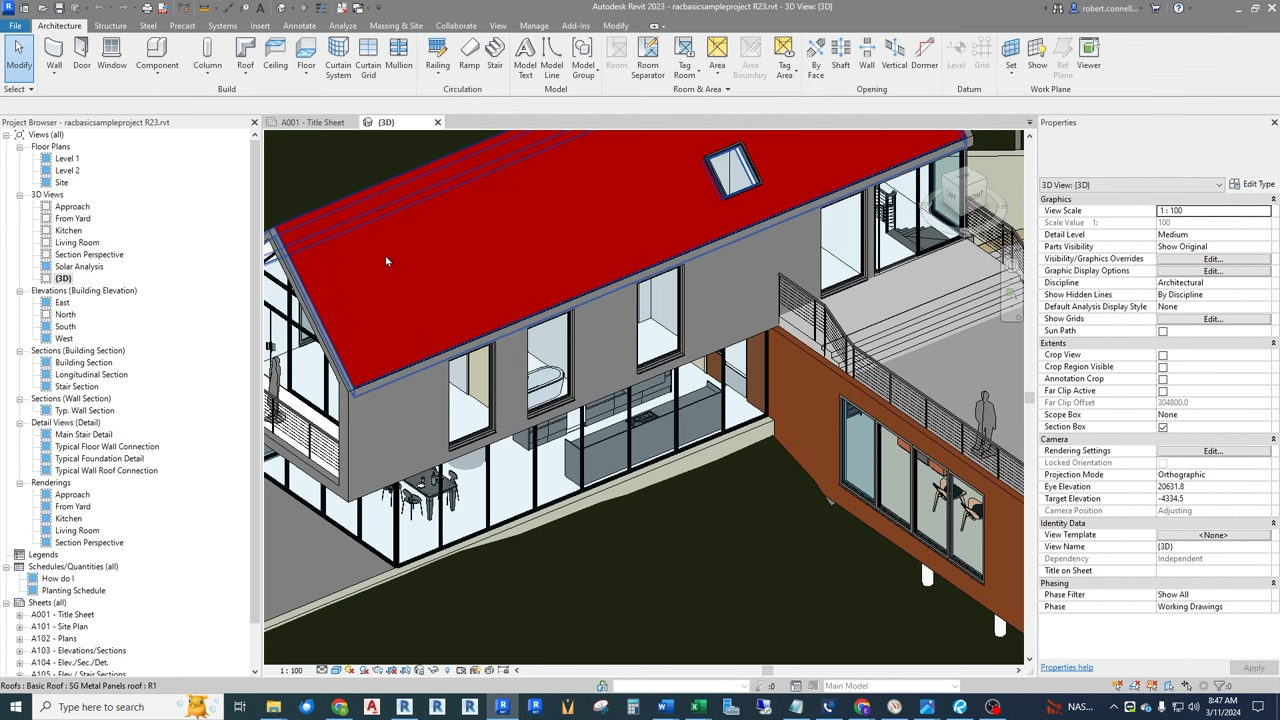 Autodesk Revit 2023 - racbasicsampleproject R23.rvt - 3D View: {3D}
robert.connell...
File Architecture Structure Steel Precast Systems Insert Annotate Analyze Massing & Site Collaborate View Manage Add-Ins Modify
Modify Wall Door Window Component Column Roof Ceiling Floor Curtain System Curtain Grid Mullion Railing Ramp Stair Model Text Model Line Model Group Room Room Separator Tag Room Area Area Boundary Tag Area By Face Shaft Wall Vertical Dormer Level Grid Set Show Ref Plane Viewer
Select Build Circulation Model Room & Area Opening Datum Work Plane
Project Browser - racbasicsampleproject R23.rvt
A001 - Title Sheet
{3D}
Properties
Views (all)
Floor Plans
Level 1
Level 2
Site
3D Views
Approach
From Yard
Kitchen
Living Room
Section Perspective
Solar Analysis
{3D}
Elevations (Building Elevation)
East
North
South
West
Sections (Building Section)
Building Section
Longitudinal Section
Stair Section
Sections (Wall Section)
Typ. Wall Section
Detail Views (Detail)
Main Stair Detail
Typical Floor Wall Connection
Typical Foundation Detail
Typical Wall Roof Connection
Renderings
Approach
From Yard
Kitchen
Living Room
Section Perspective
Legends
Schedules/Quantities (all)
How do I
Planting Schedule
Sheets (all)
A001 - Title Sheet
A101 - Site Plan
A102 - Plans
A103 - Elevations/Sections
A104 - Elev./Sec./Det.
A105 - Elev./ Stair Sections
3D View: {3D}
Edit Type
Graphics
View Scale 1 : 100
Scale Value 1: 100
Detail Level Medium
Parts Visibility Show Original
Visibility/Graphics Overrides Edit...
Graphic Display Options Edit...
Discipline Architectural
Show Hidden Lines By Discipline
Default Analysis Display Style None
Show Grids Edit...
Sun Path
Extents
Crop View
Crop Region Visible
Annotation Crop
Far Clip Active
Far Clip Offset 304800.0
Scope Box None
Section Box
Camera
Rendering Settings Edit...
Locked Orientation
Projection Mode Orthographic
Eye Elevation 20631.8
Target Elevation -4334.5
Camera Position Adjusting
Identity Data
View Template <None>
View Name {3D}
Dependency Independent
Title on Sheet
Phasing
Phase Filter Show All
Phase Working Drawings
Properties help
Apply
1 : 100
Roofs : Basic Roof : SG Metal Panels roof : R1
:0
Main Model
:0
Type here to search
NAS...
8:47 AM
3/11/2024